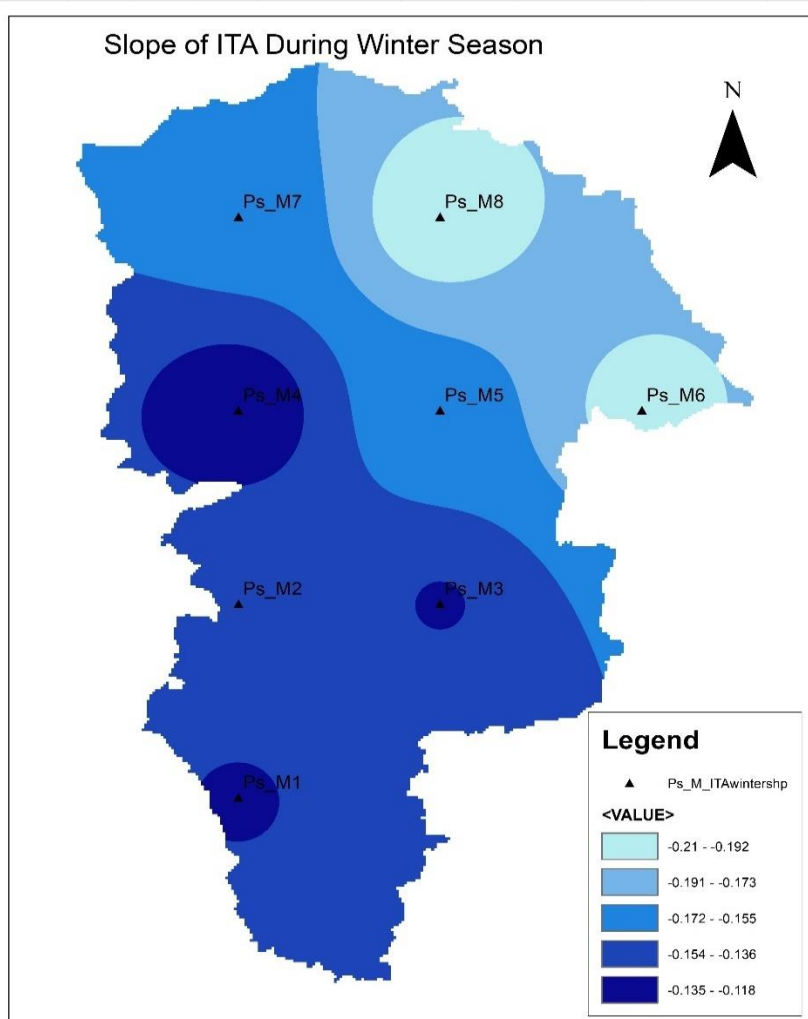 Slope of ITA During Winter Season
N
Ps_M7
Ps_M8
Ps_M4
Ps_M5
Ps_M6
Ps_M2
Ps_M3
Ps_M1
Legend
Ps_M_ITAwintershp
<VALUE>
-0.21 - -0.192
-0.191 - -0.173
-0.172 - -0.155
-0.154 - -0.136
-0.135 - -0.118